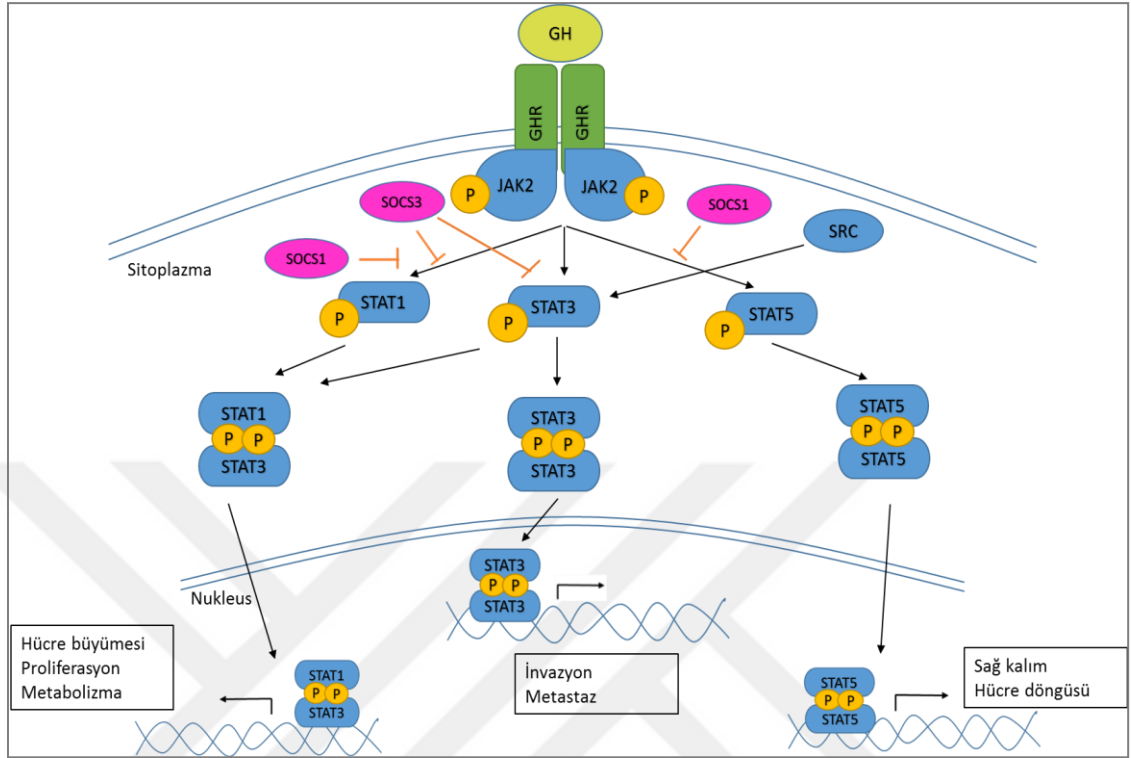 GH
GHR
GHR
JAK2
JAK2
P
P
SOCS3
SOCS1
SRC
SOCS1
Sitoplazma
STAT1
P
STAT3
P
STAT5
P
STAT1
P P
STAT3
STAT3
P P
STAT3
STAT5
P P
STAT5
Nukleus
STAT3
P P
STAT3
Hücre büyümesi
Proliferasyon
Metabolizma
İnvazyon
Metastaz
Sağ kalım
Hücre döngüsü
STAT1
P P
STAT3
STAT5
P P
STAT5